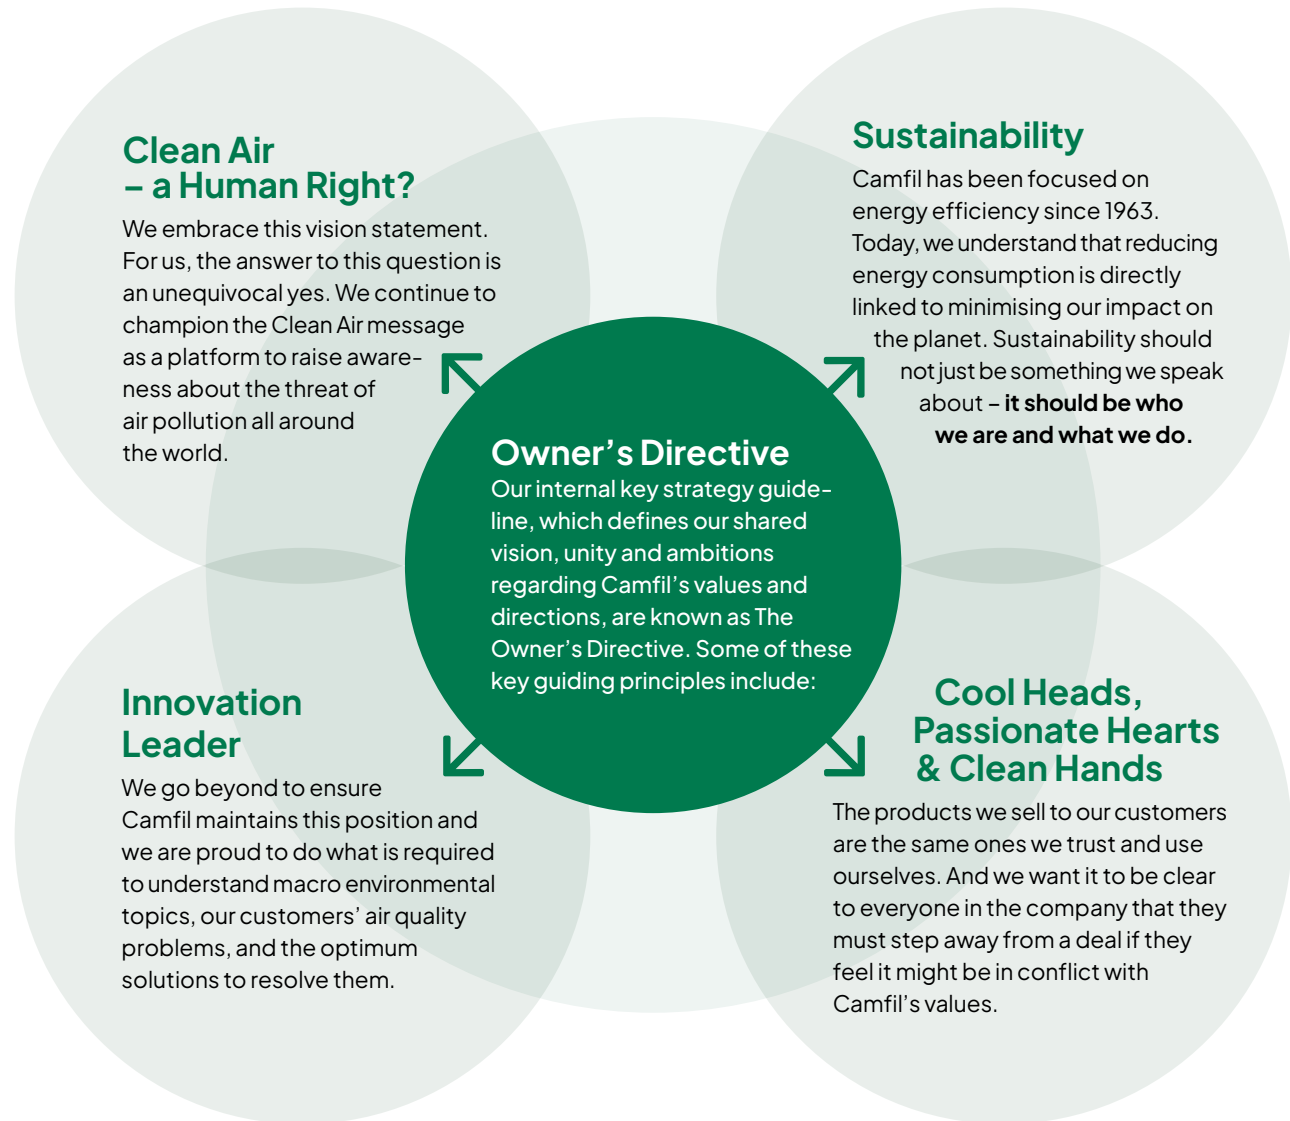 Clean Air
– a Human Right?
We embrace this vision statement.
For us, the answer to this question is
an unequivocal yes. We continue to
champion the Clean Air message
as a platform to raise aware-
ness about the threat of
air pollution all around
the world.
Sustainability
Camfil has been focused on
energy efficiency since 1963.
Today, we understand that reducing
energy consumption is directly
linked to minimising our impact on
the planet. Sustainability should
not just be something we speak
about – it should be who
we are and what we do.
Owner's Directive
Our internal key strategy guide-
line, which defines our shared
vision, unity and ambitions
regarding Camfil's values and
directions, are known as The
Owner's Directive. Some of these
key guiding principles include:
Innovation
Leader
We go beyond to ensure
Camfil maintains this position and
we are proud to do what is required
to understand macro environmental
topics, our customers' air quality
problems, and the optimum
solutions to resolve them.
Cool Heads,
Passionate Hearts
& Clean Hands
The products we sell to our customers
are the same ones we trust and use
ourselves. And we want it to be clear
to everyone in the company that they
must step away from a deal if they
feel it might be in conflict with
Camfil's values.